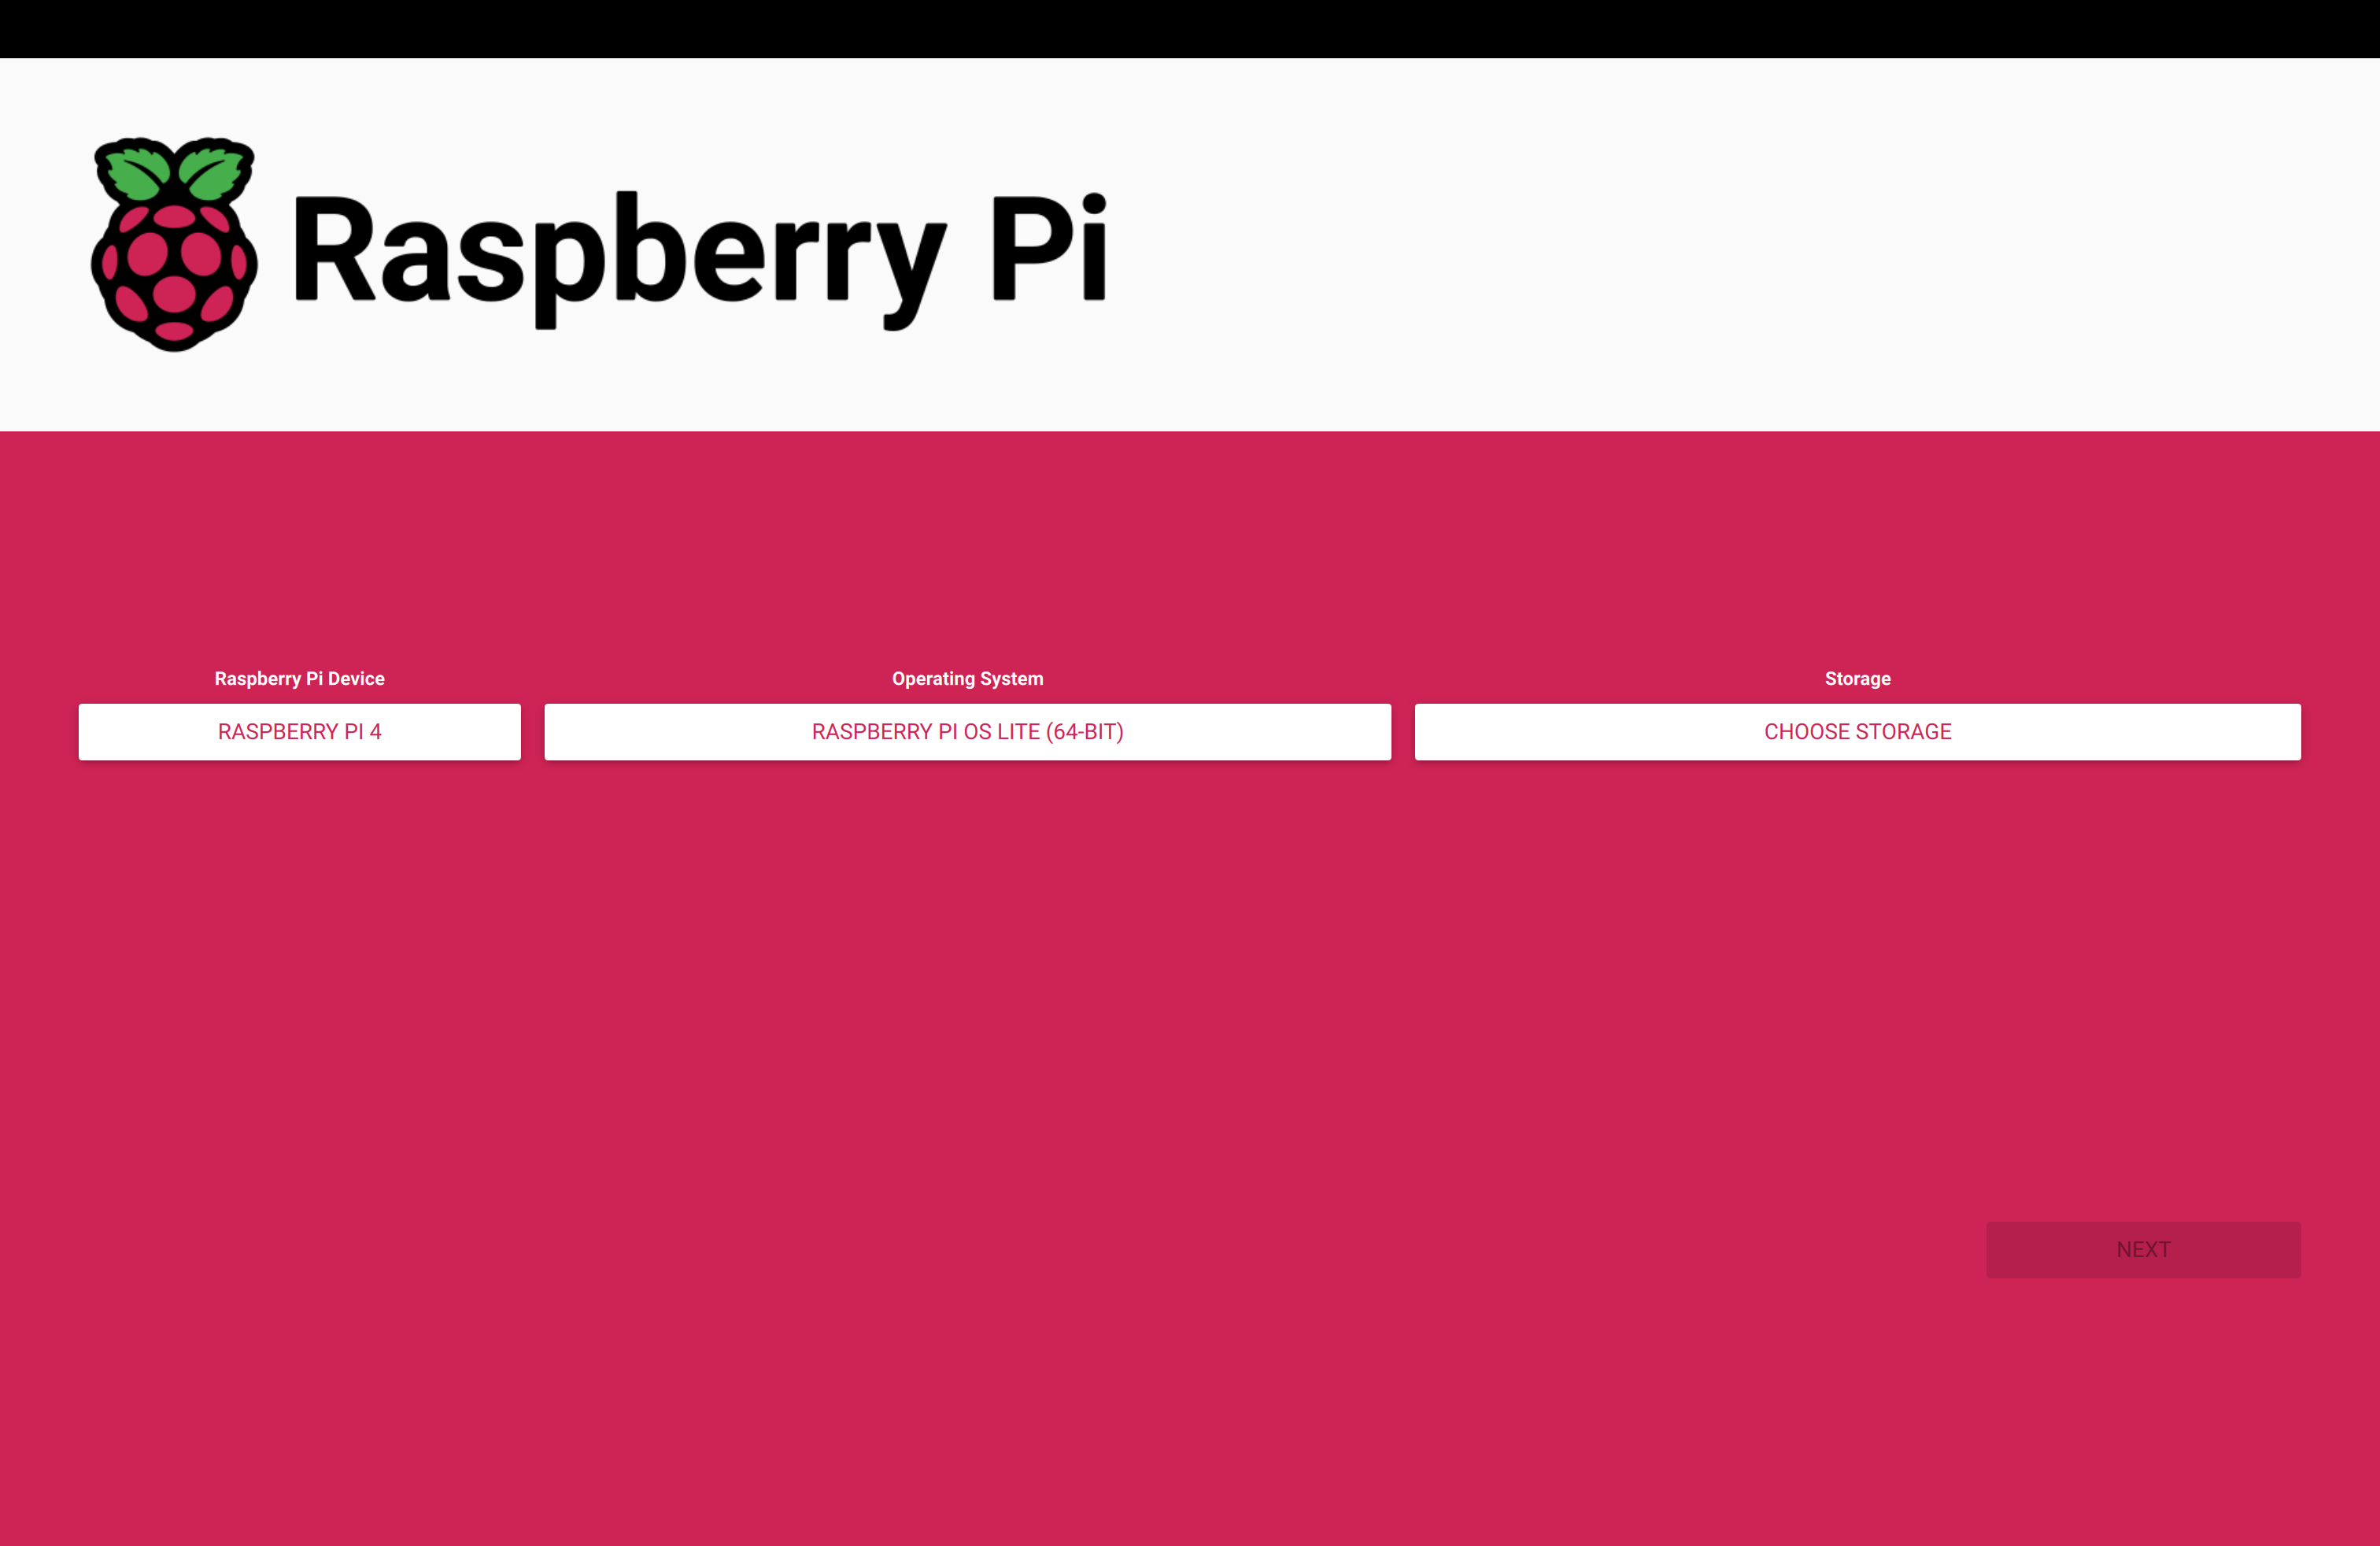 Raspberry Pi
Raspberry Pi Device
Operating System
Storage
RASPBERRY PI 4
RASPBERRY PI OS LITE (64-BIT)
CHOOSE STORAGE
NEXT